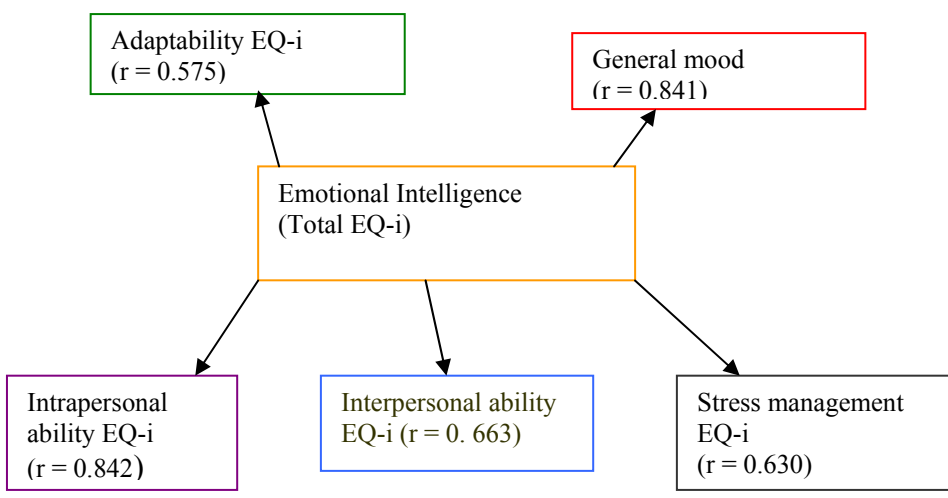 Adaptability EQ-i
(r = 0.575)
General mood
(r = 0.841)
Emotional Intelligence
(Total EQ-i)
Intrapersonal
ability EQ-i
(r = 0.842)
Interpersonal ability
EQ-i (r = 0. 663)
Stress management
EQ-i
(r = 0.630)